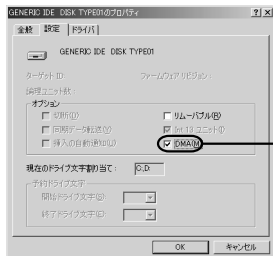 GENERIC IDE DISK TYPE01のプロパティ
全般 設定 ドライバ
GENERIC IDE DISK TYPE01
ターゲット ID: ファームウェア リビジョン:
論理ユニット数:
オプション
切断(D) リムーバブル(R)
同期データ転送(Y) Int 13 ユニット(I)
挿入の自動通知(U) DMA(M)
現在のドライブ文字割り当て: C,D:
予約ドライブ文字
開始ドライブ文字(S):
終了ドライブ文字(E):
OK キャンセル